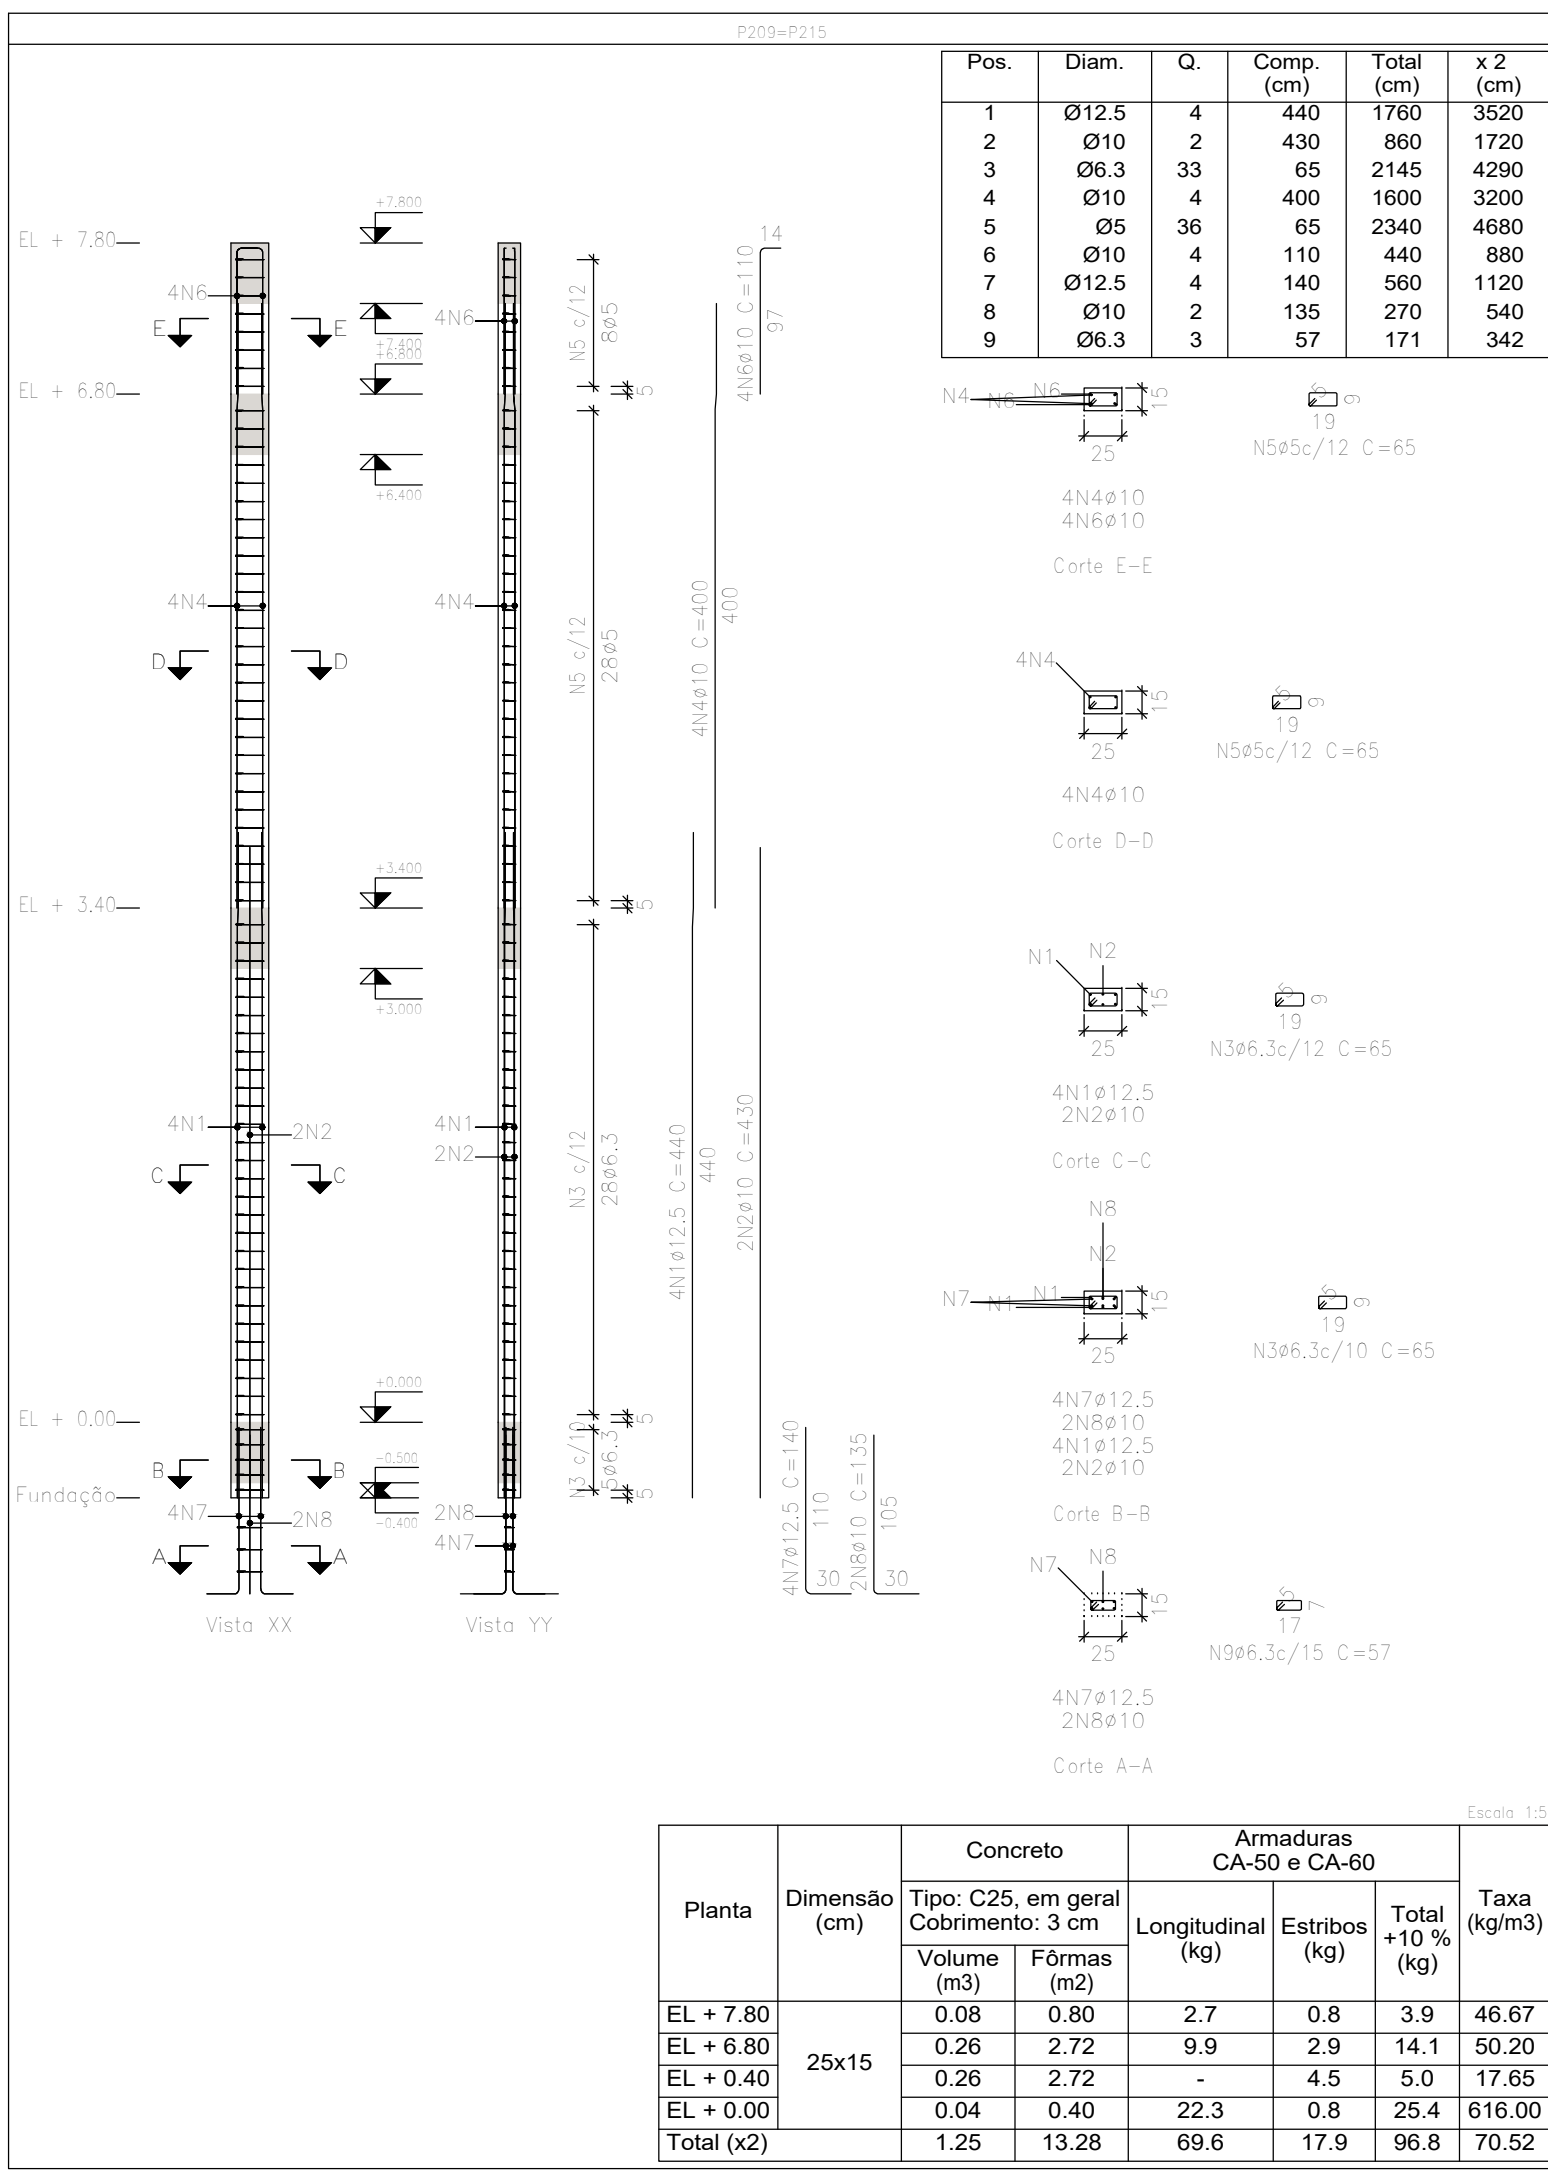 P209=P215
Pos. Diam. Q. Comp. (cm) Total (cm) x 2 (cm)
1 Ø12.5 4 440 1760 3520
2 Ø10 2 430 860 1720
3 Ø6.3 33 65 2145 4290
4 Ø10 4 400 1600 3200
5 Ø5 36 65 2340 4680
6 Ø10 4 110 440 880
7 Ø12.5 4 140 560 1120
8 Ø10 2 135 270 540
9 Ø6.3 3 57 171 342
EL + 7.80
+7.800
4N6
E E
+7.400
+6.800
4N6
N5 c/12
8ø5
4N6ø10 C=110
97
14
EL + 6.80
5
+6.400
4N4
4N4
D D
N5 c/12
28ø5
4N4ø10 C=400
400
+3.400
EL + 3.40
5
+3.000
4N1
2N2
4N1
2N2
C C
N3 c/12
28ø6.3
4N1ø12.5 C=440
440
2N2ø10 C=430
+0.000
EL + 0.00
5
-0.500
B B
N3 c/10
5ø6.3
5
Fundação
-0.400
4N7
2N8
2N8
4N7
A A
4N7ø12.5 C=140
110
30
2N8ø10 C=135
105
30
Vista XX
Vista YY
N4 N6 N6
15
25
5
9
19
N5ø5c/12 C=65
4N4ø10
4N6ø10
Corte E-E
4N4
15
25
5
9
19
N5ø5c/12 C=65
4N4ø10
Corte D-D
N1 N2
15
25
5
9
19
N3ø6.3c/12 C=65
4N1ø12.5
2N2ø10
Corte C-C
N8
N2
N7 N1 N1
15
25
5
9
19
N3ø6.3c/10 C=65
4N7ø12.5
2N8ø10
4N1ø12.5
2N2ø10
Corte B-B
N7 N8
15
25
5
7
17
N9ø6.3c/15 C=57
4N7ø12.5
2N8ø10
Corte A-A
Escala 1:5
Planta
Dimensão (cm)
Concreto
Tipo: C25, em geral
Cobrimento: 3 cm
Volume (m3)
Fôrmas (m2)
Armaduras
CA-50 e CA-60
Longitudinal (kg)
Estribos (kg)
Total +10 % (kg)
Taxa (kg/m3)
EL + 7.80 0.08 0.80 2.7 0.8 3.9 46.67
EL + 6.80 0.26 2.72 9.9 2.9 14.1 50.20
25x15
EL + 0.40 0.26 2.72 - 4.5 5.0 17.65
EL + 0.00 0.04 0.40 22.3 0.8 25.4 616.00
Total (x2) 1.25 13.28 69.6 17.9 96.8 70.52